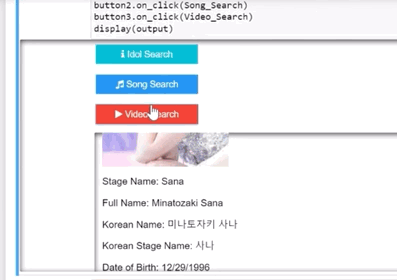 button2.on_click(Song_Search)
button3.on_click(Video_Search)
display(output)
Idol Search
Song Search
Video Search
Stage Name: Sana
Full Name: Minatozaki Sana
Korean Name: 미나토자키 사나
Korean Stage Name: 사나
Date of Birth: 12/29/1996